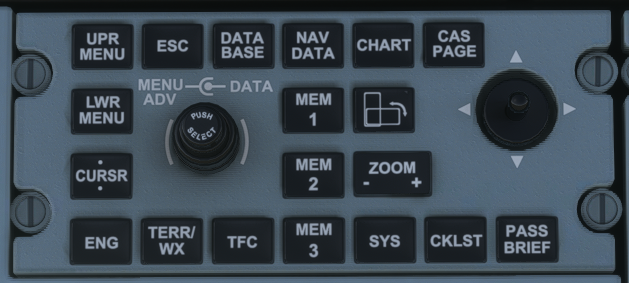 UPR
MENU
ESC
DATA
BASE
NAV
DATA
CHART
CAS
PAGE
MENU
ADV
DATA
LWR
MENU
PUSH
SELECT
MEM
1
CURSR
MEM
2
ZOOM
- +
ENG
TERR/
WX
TFC
MEM
3
SYS
CKLST
PASS
BRIEF